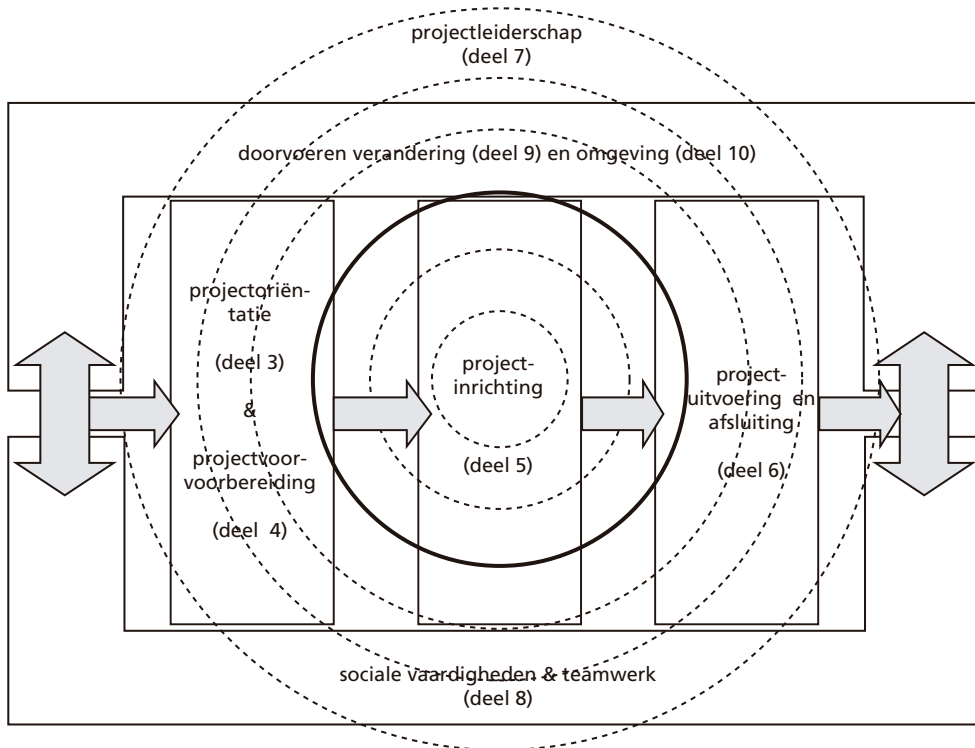 projectleiderschap
(deel 7)
doorvoeren verandering (deel 9) en omgeving (deel 10)
projectoriën-
tatie
(deel 3)
&
projectvoor-
voorbereiding
(deel 4)
project-
inrichting
(deel 5)
project-
uitvoering en
afsluiting
(deel 6)
sociale vaardigheden & teamwerk
(deel 8)